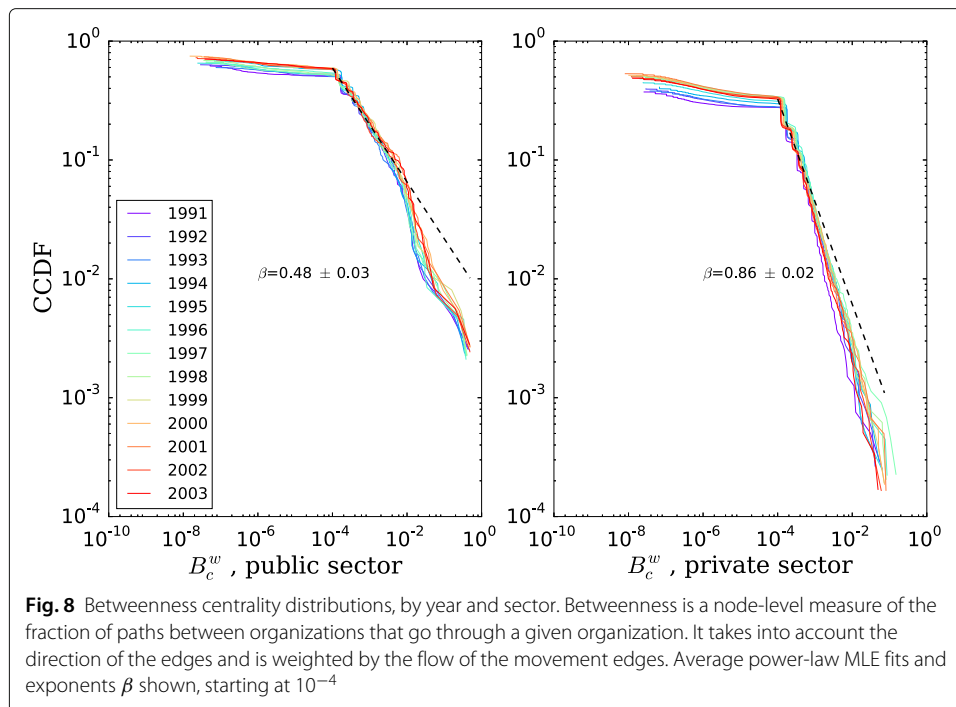 CCDF
10^0
10^-1
10^-2
10^-3
10^-4
1991
1992
1993
1994
1995
1996
1997
1998
1999
2000
2001
2002
2003
β=0.48 ± 0.03
10^-10 10^-8 10^-6 10^-4 10^-2 10^0
B_c^w , public sector
10^0
10^-1
10^-2
10^-3
10^-4
β=0.86 ± 0.02
10^-10 10^-8 10^-6 10^-4 10^-2 10^0
B_c^w , private sector
Fig. 8 Betweenness centrality distributions, by year and sector. Betweenness is a node-level measure of the
fraction of paths between organizations that go through a given organization. It takes into account the
direction of the edges and is weighted by the flow of the movement edges. Average power-law MLE fits and
exponents β shown, starting at 10^−4